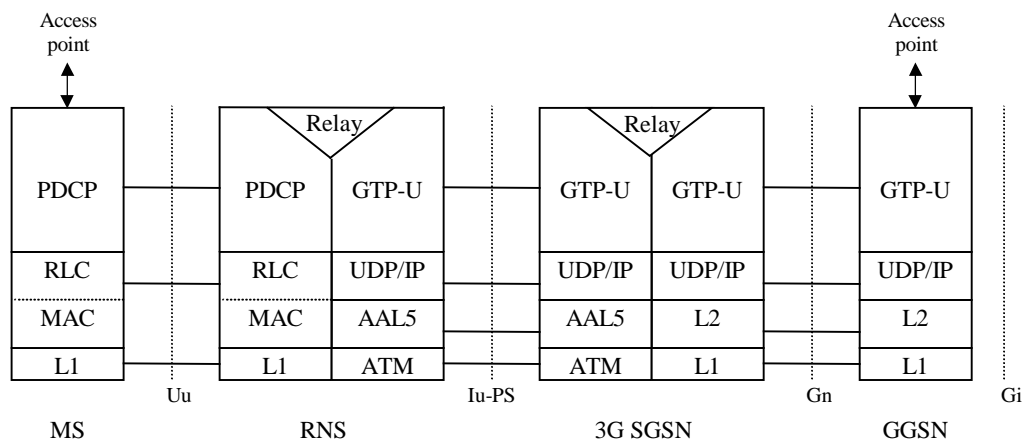 Access
point
Access
point
Relay
Relay
PDCP
PDCP
GTP-U
GTP-U
GTP-U
GTP-U
RLC
RLC
UDP/IP
UDP/IP
UDP/IP
UDP/IP
MAC
MAC
AAL5
AAL5
L2
L2
L1
L1
ATM
ATM
L1
L1
Uu
Iu-PS
Gn
Gi
MS
RNS
3G SGSN
GGSN